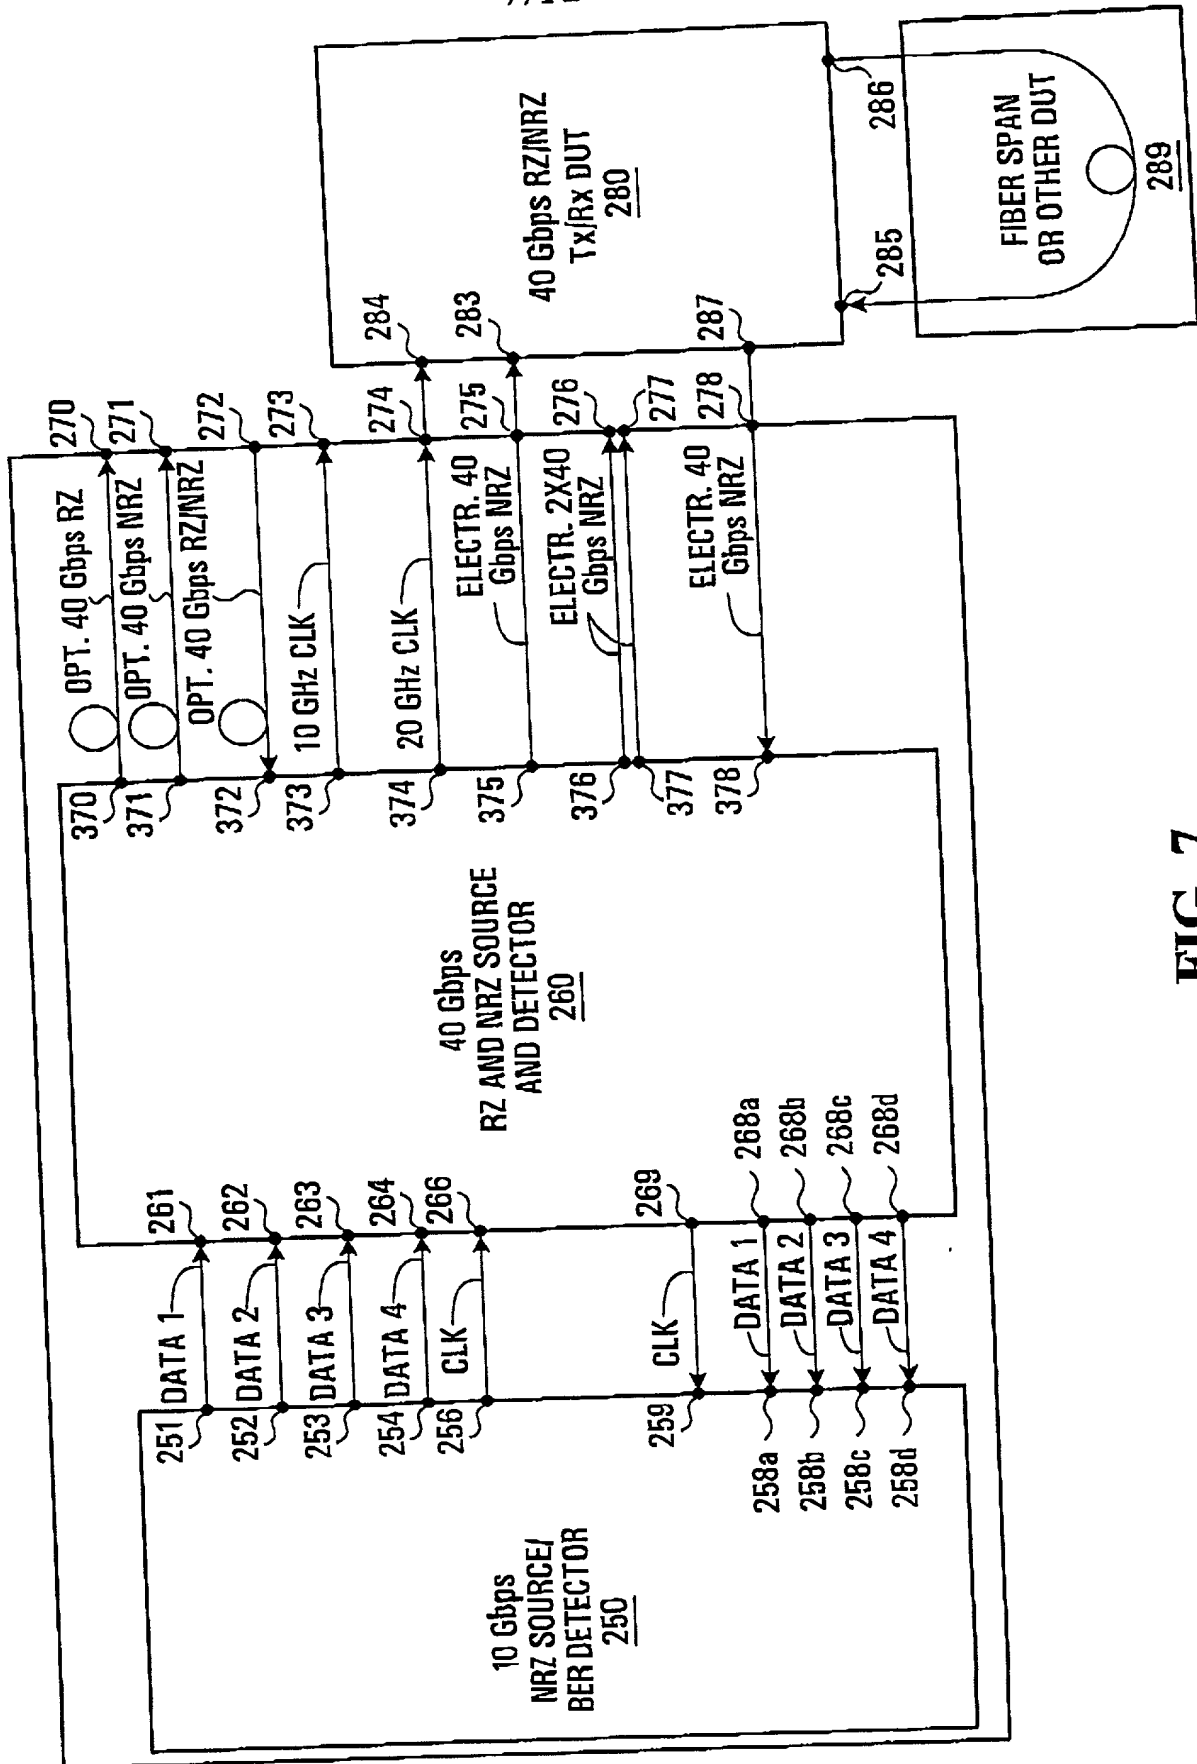 270
OPT. 40 Gbps RZ
271
OPT. 40 Gbps NRZ
272
OPT. 40 Gbps RZ/NRZ
273
10 GHz CLK
274
20 GHz CLK
275
ELECTR. 40
Gbps NRZ
276
277
ELECTR. 2X40
Gbps NRZ
278
ELECTR. 40
Gbps NRZ
284
283
287
40 Gbps RZ/NRZ
Tx/Rx DUT
280
286
285
FIBER SPAN
OR OTHER DUT
289
370
371
372
373
374
375
376
377
378
40 Gbps
RZ AND NRZ SOURCE
AND DETECTOR
260
261
262
263
264
266
269
268a
268b
268c
268d
DATA 1
DATA 2
DATA 3
DATA 4
CLK
CLK
DATA 1
DATA 2
DATA 3
DATA 4
251
252
253
254
256
259
258a
258b
258c
258d
10 Gbps
NRZ SOURCE/
BER DETECTOR
250
FIG. 7